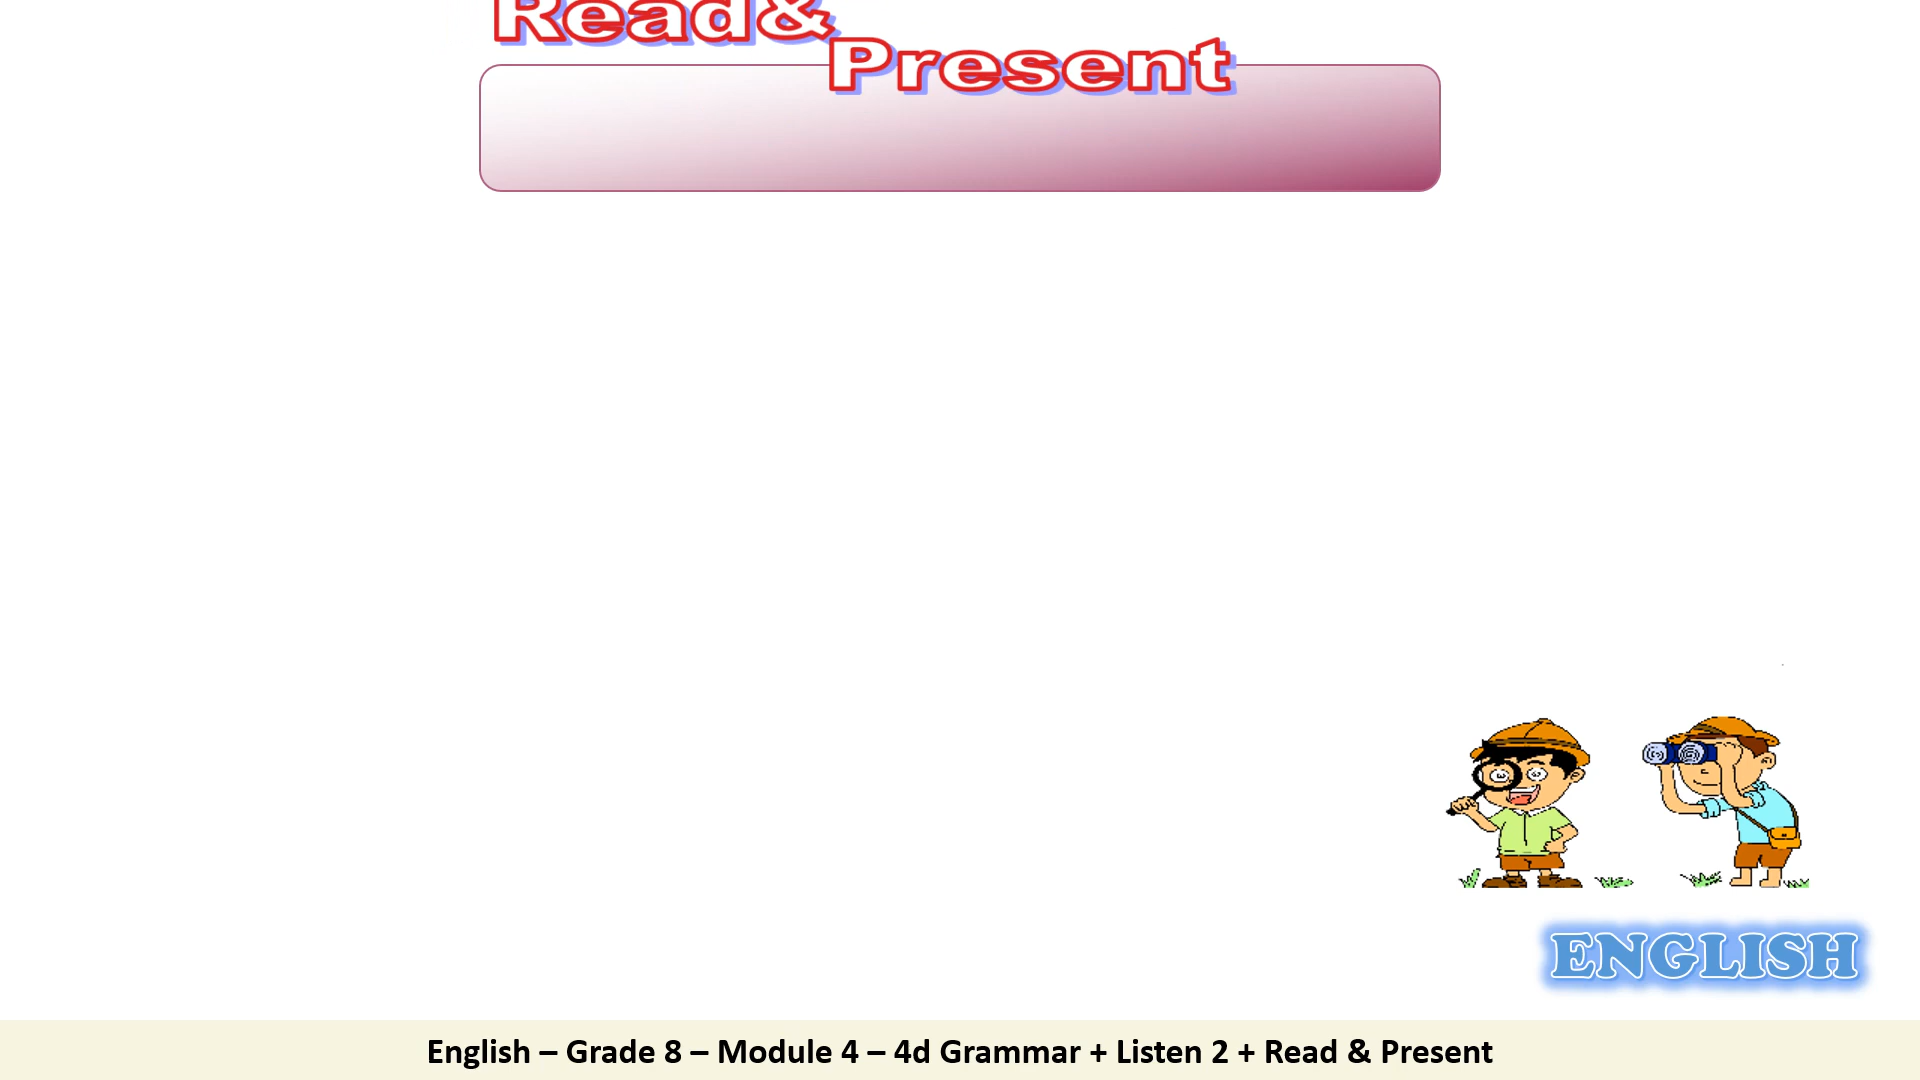 Read&
Present
ENGLISH
English – Grade 8 – Module 4 – 4d Grammar + Listen 2 + Read & Present